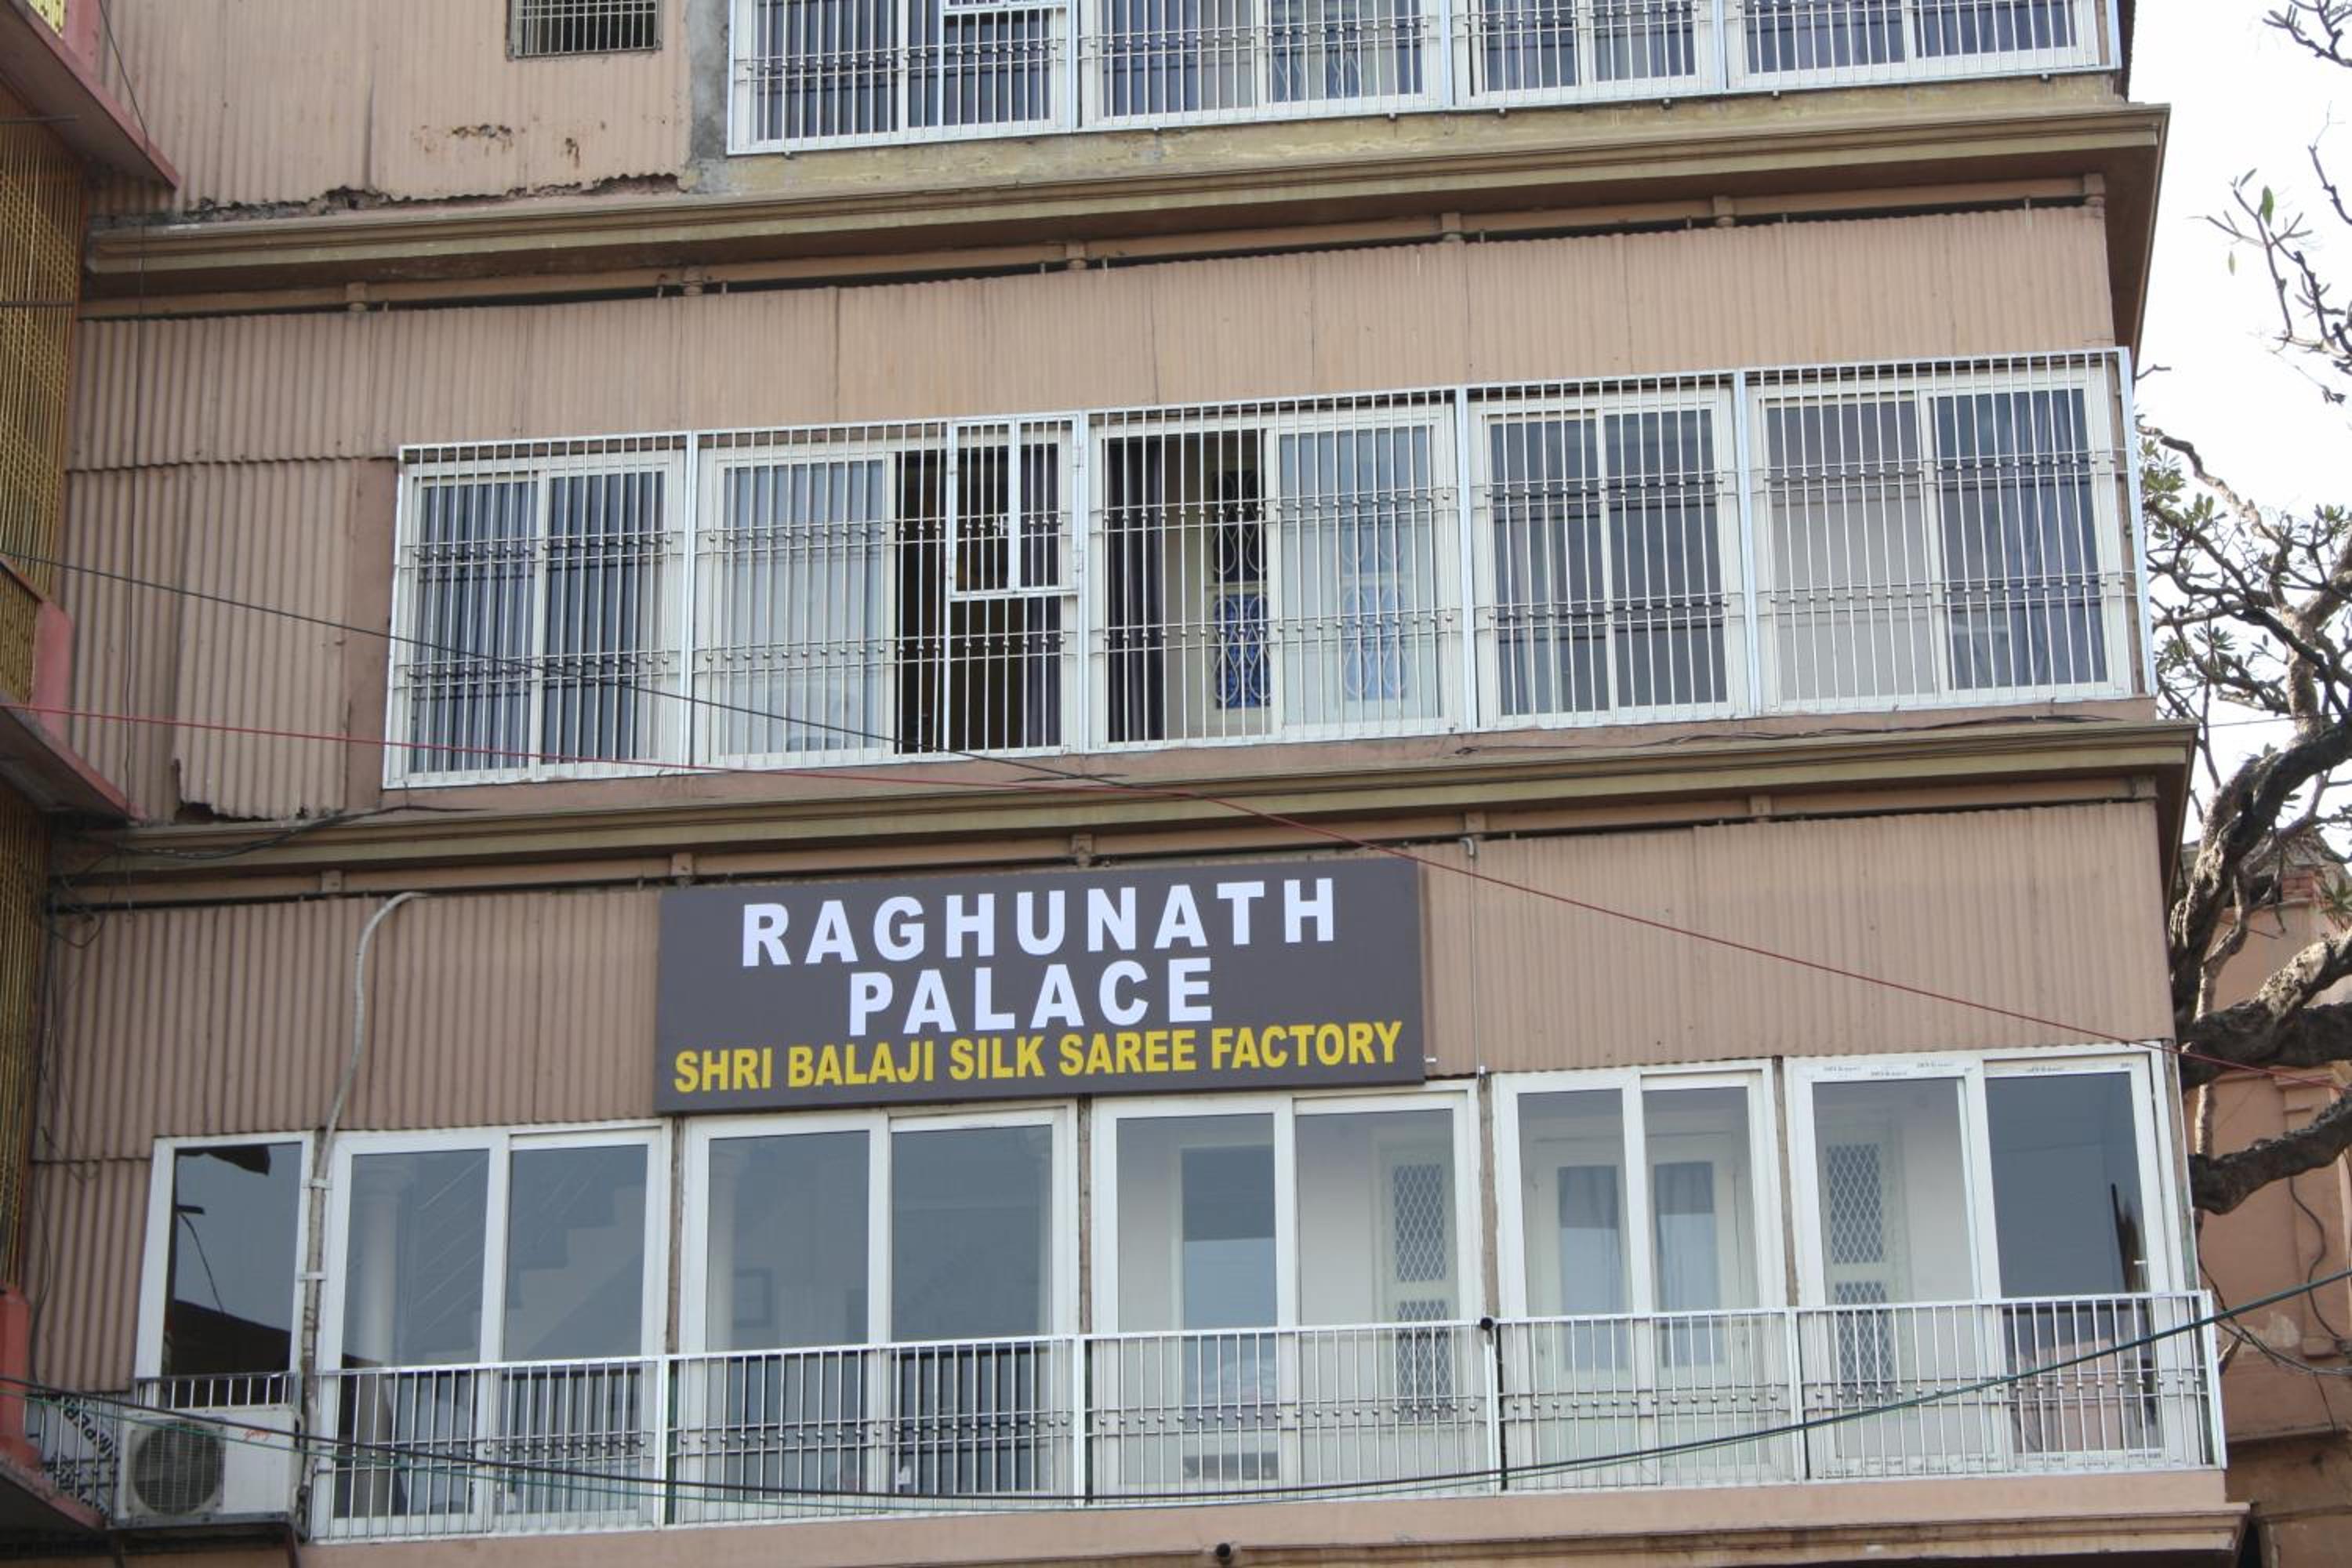 RAGHUNATH
PALACE
SHRI BALAJI SILK SAREE FACTORY